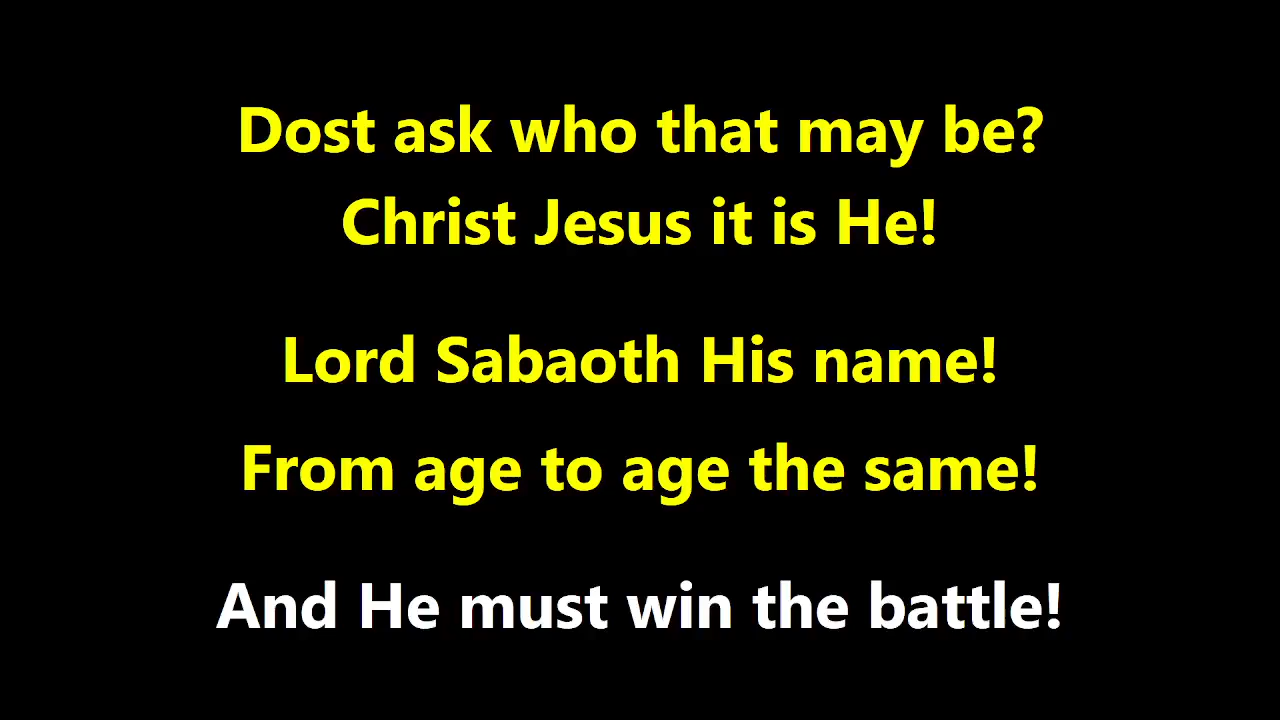 Dost ask who that may be?
Christ Jesus it is He!
Lord Sabaoth His name!
From age to age the same!
And He must win the battle!